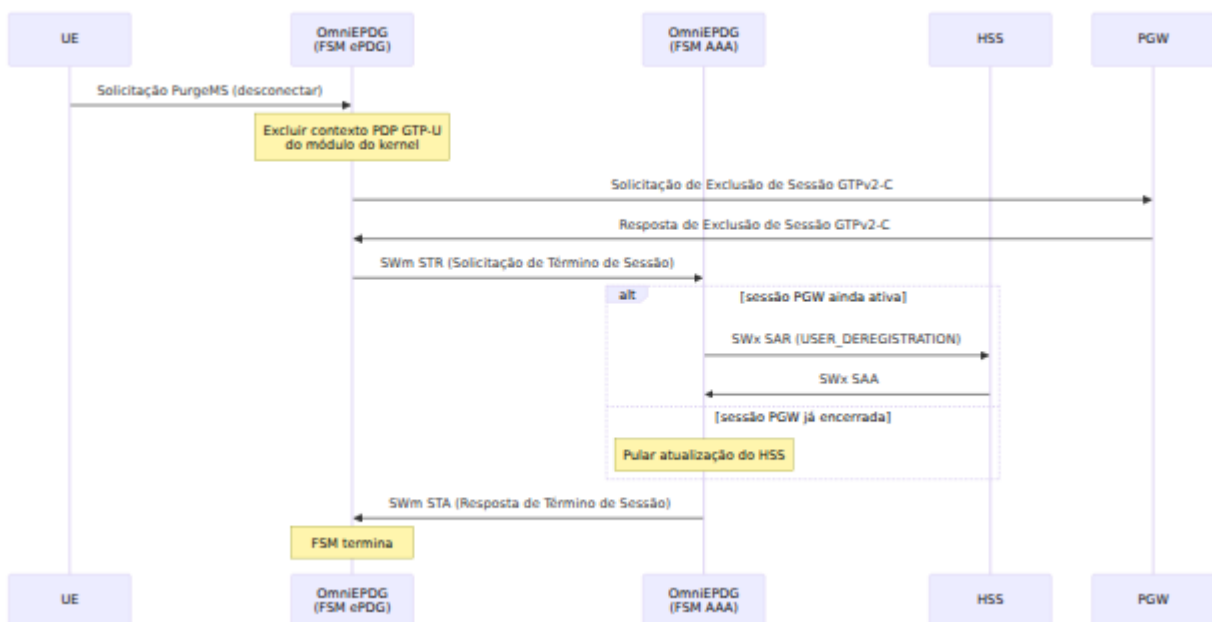 UE
OmniEPDG
(FSM ePDG)
OmniEPDG
(FSM AAA)
HSS
PGW
Solicitação PurgeMS (desconectar)
Excluir contexto PDP GTP-U
do módulo do kernel
Solicitação de Exclusão de Sessão GTPv2-C
Resposta de Exclusão de Sessão GTPv2-C
SWm STR (Solicitação de Término de Sessão)
alt
[sessão PGW ainda ativa]
SWx SAR (USER_DEREGISTRATION)
SWx SAA
[sessão PGW já encerrada]
Pular atualização do HSS
SWm STA (Resposta de Término de Sessão)
FSM termina
UE
OmniEPDG
(FSM ePDG)
OmniEPDG
(FSM AAA)
HSS
PGW